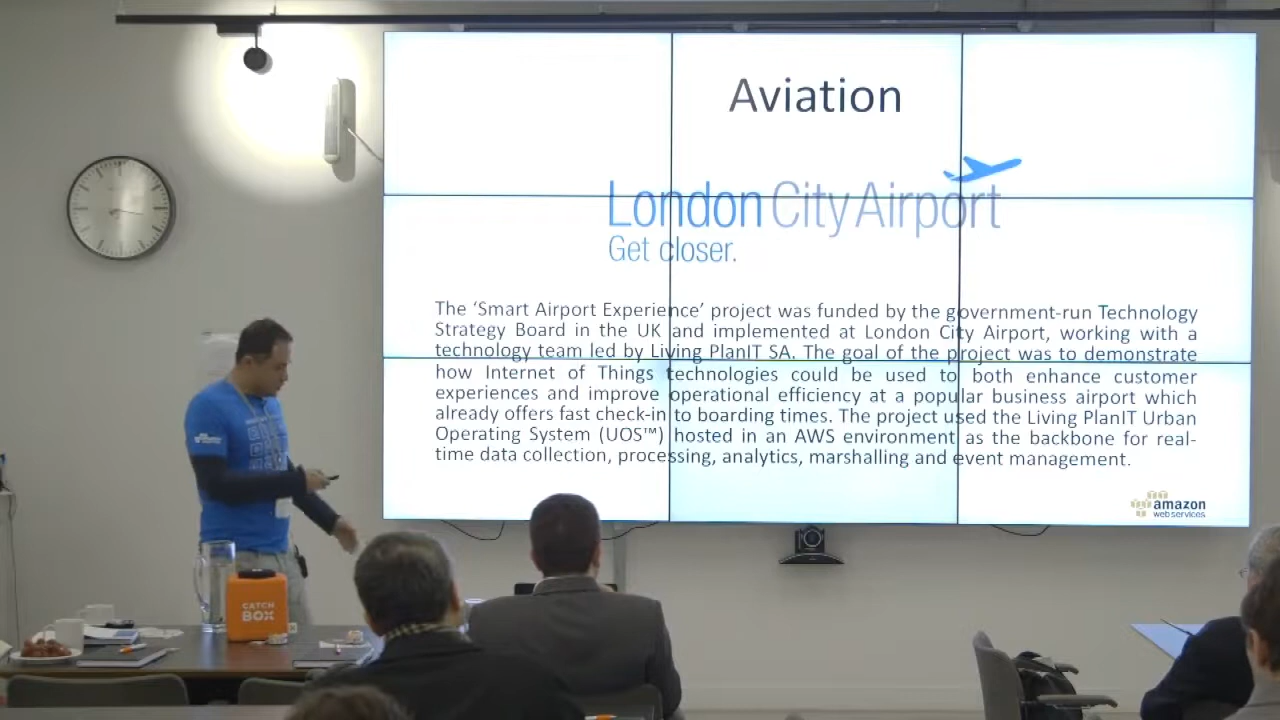 Aviation
London City Airport
Get closer.
The ‘Smart Airport Experience’ project was funded by the government-run Technology
Strategy Board in the UK and implemented at London City Airport, working with a
technology team led by Living PlanIT SA. The goal of the project was to demonstrate
how Internet of Things technologies could be used to both enhance customer
experiences and improve operational efficiency at a popular business airport which
already offers fast check-in to boarding times. The project used the Living PlanIT Urban
Operating System (UOS™) hosted in an AWS environment as the backbone for real-
time data collection, processing, analytics, marshalling and event management.
amazon
webservices
CATCH
BOX